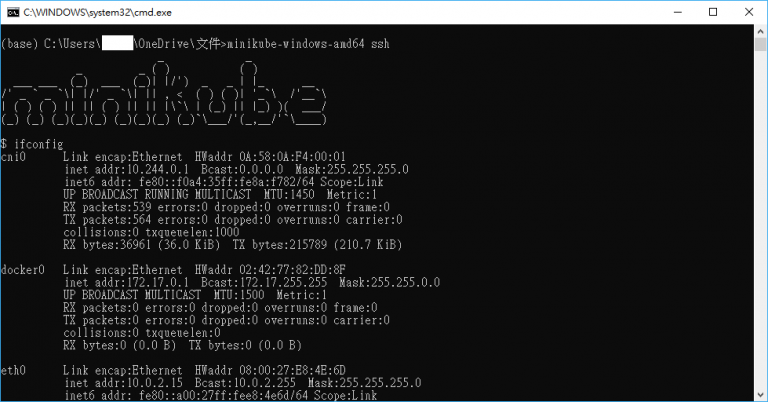 C:\WINDOWS\system32\cmd.exe
(base) C:\Users\ \OneDrive\文件>minikube-windows-amd64 ssh
minikube
$ ifconfig
cni0 Link encap:Ethernet HWaddr 0A:58:0A:F4:00:01
inet addr:10.244.0.1 Bcast:0.0.0.0 Mask:255.255.255.0
inet6 addr: fe80::f0a4:35ff:fe8a:f782/64 Scope:Link
UP BROADCAST RUNNING MULTICAST MTU:1450 Metric:1
RX packets:539 errors:0 dropped:0 overruns:0 frame:0
TX packets:564 errors:0 dropped:0 overruns:0 carrier:0
collisions:0 txqueuelen:1000
RX bytes:36961 (36.0 KiB) TX bytes:215789 (210.7 KiB)
docker0 Link encap:Ethernet HWaddr 02:42:77:82:DD:8F
inet addr:172.17.0.1 Bcast:172.17.255.255 Mask:255.255.0.0
UP BROADCAST MULTICAST MTU:1500 Metric:1
RX packets:0 errors:0 dropped:0 overruns:0 frame:0
TX packets:0 errors:0 dropped:0 overruns:0 carrier:0
collisions:0 txqueuelen:0
RX bytes:0 (0.0 B) TX bytes:0 (0.0 B)
eth0 Link encap:Ethernet HWaddr 08:00:27:E8:4E:6D
inet addr:10.0.2.15 Bcast:10.0.2.255 Mask:255.255.255.0
inet6 addr: fe80::a00:27ff:fee8:4e6d/64 Scope:Link